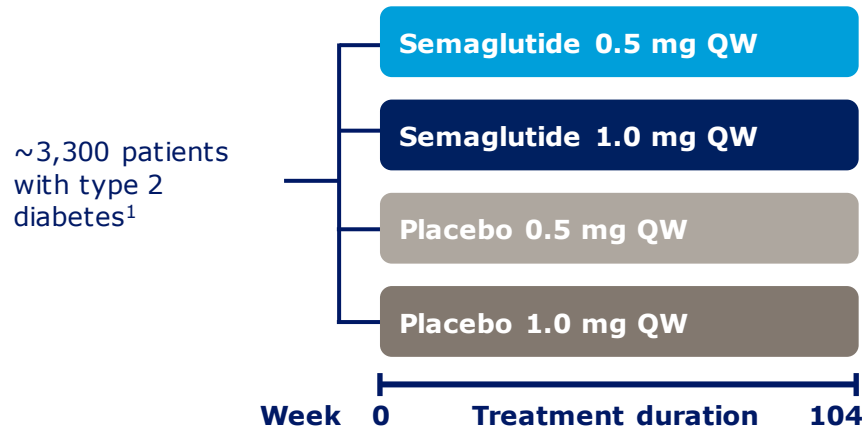 Semaglutide 0.5 mg QW
Semaglutide 1.0 mg QW
~3,300 patients
with type 2
diabetes¹
Placebo 0.5 mg QW
Placebo 1.0 mg QW
Week 0 Treatment duration 104